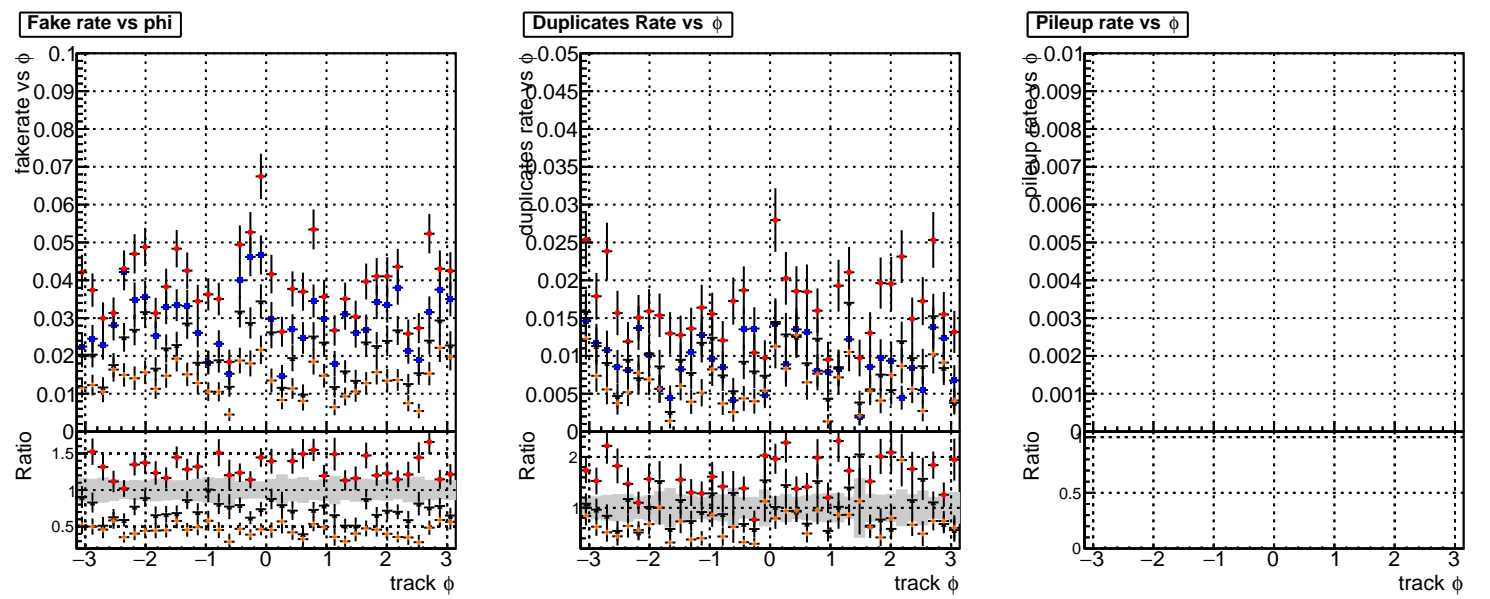 Fake rate vs phi
fakerate vs ϕ
0.1
0.09
0.08
0.07
0.06
0.05
0.04
0.03
0.02
0.01
0
Ratio
1.5
1
0.5
−3 −2 −1 0 1 2 3
track ϕ
Duplicates Rate vs ϕ
duplicates rate vs ϕ
0.05
0.045
0.04
0.035
0.03
0.025
0.02
0.015
0.01
0.005
0
Ratio
2
1
−3 −2 −1 0 1 2 3
track ϕ
Pileup rate vs ϕ
pileup rate vs ϕ
0.01
0.009
0.008
0.007
0.006
0.005
0.004
0.003
0.002
0.001
0
Ratio
1
0.5
0
−3 −2 −1 0 1 2 3
track ϕ